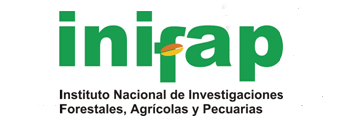 inifap
Instituto Nacional de Investigaciones
Forestales, Agrícolas y Pecuarias